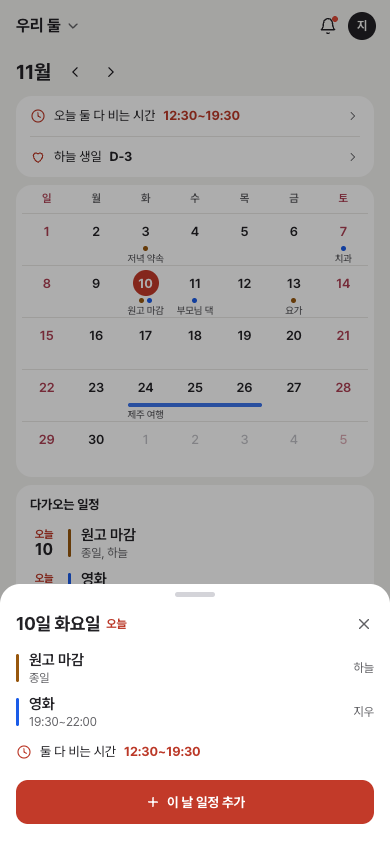 우리 둘
지
11월
오늘 둘 다 비는 시간 12:30~19:30
하늘 생일 D-3
일 월 화 수 목 금 토
1 2 3 4 5 6 7
저녁 약속 치과
8 9 10 11 12 13 14
원고 마감 부모님 댁 요가
15 16 17 18 19 20 21
22 23 24 25 26 27 28
제주 여행
29 30 1 2 3 4 5
다가오는 일정
오늘 원고 마감
10 종일, 하늘
오늘 영화
10일 화요일 오늘
원고 마감 하늘
종일
영화 지우
19:30~22:00
둘 다 비는 시간 12:30~19:30
+ 이 날 일정 추가